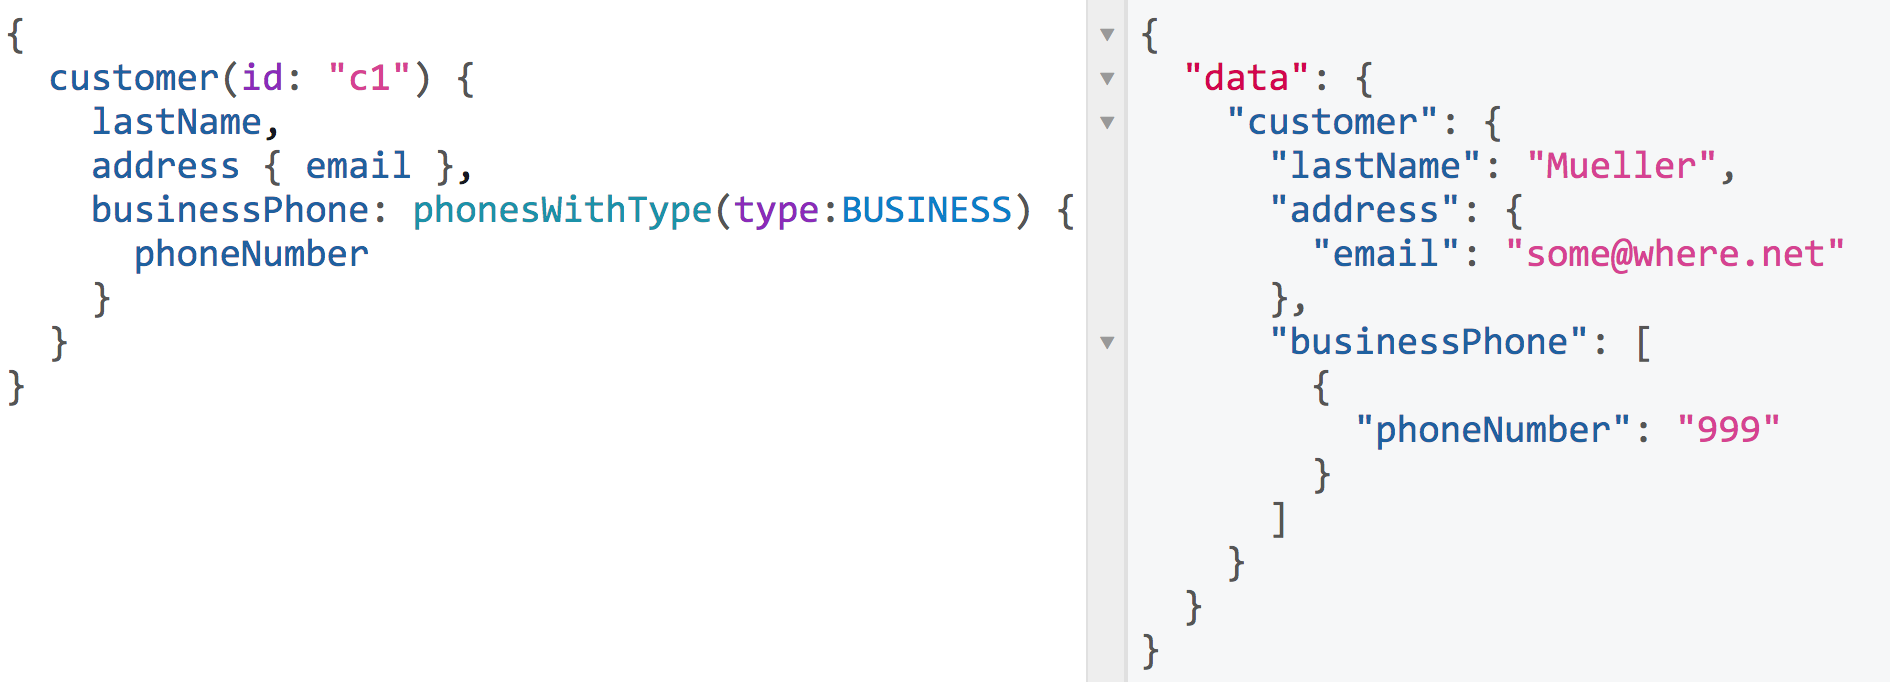 {
  customer(id: "c1") {
    lastName,
    address { email },
    businessPhone: phonesWithType(type:BUSINESS) {
      phoneNumber
    }
  }
}
{
  "data": {
    "customer": {
      "lastName": "Mueller",
      "address": {
        "email": "some@where.net"
      },
      "businessPhone": [
        {
          "phoneNumber": "999"
        }
      ]
    }
  }
}